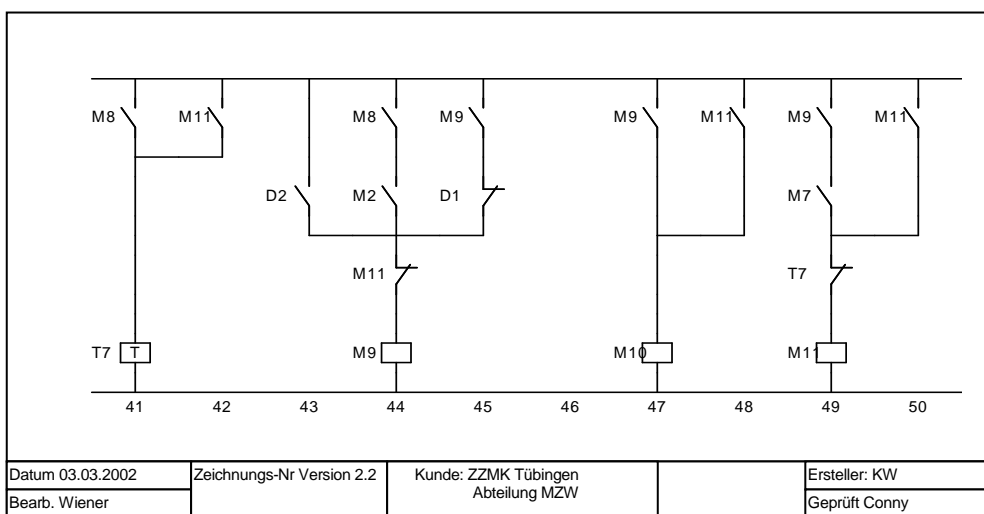 M8 M11 M8 M9 M9 M11 M9 M11
D2 M2 D1 M7
M11 T7
T7 T M9 M10 M11
41 42 43 44 45 46 47 48 49 50
Datum 03.03.2002 Zeichnungs-Nr Version 2.2 Kunde: ZZMK Tübingen Ersteller: KW
Abteilung MZW
Bearb. Wiener Geprüft Conny